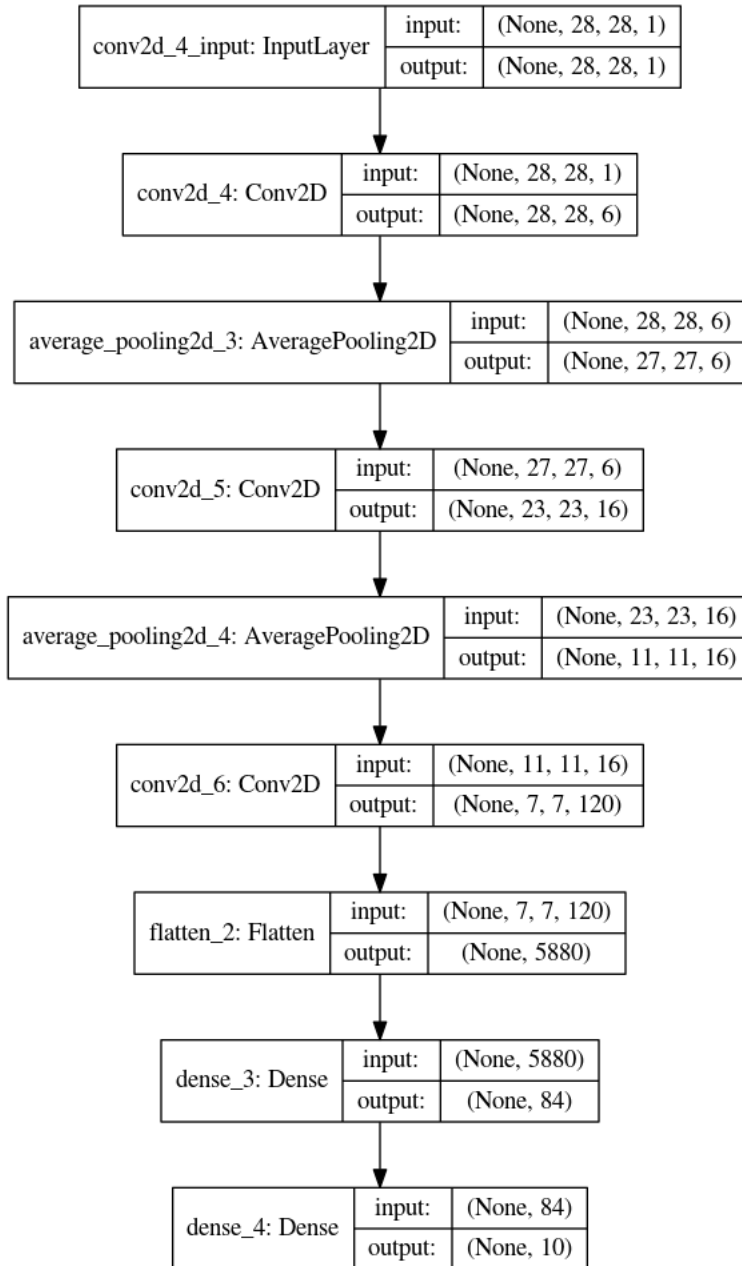 conv2d_4_input: InputLayer
input: (None, 28, 28, 1)
output: (None, 28, 28, 1)
conv2d_4: Conv2D
input: (None, 28, 28, 1)
output: (None, 28, 28, 6)
average_pooling2d_3: AveragePooling2D
input: (None, 28, 28, 6)
output: (None, 27, 27, 6)
conv2d_5: Conv2D
input: (None, 27, 27, 6)
output: (None, 23, 23, 16)
average_pooling2d_4: AveragePooling2D
input: (None, 23, 23, 16)
output: (None, 11, 11, 16)
conv2d_6: Conv2D
input: (None, 11, 11, 16)
output: (None, 7, 7, 120)
flatten_2: Flatten
input: (None, 7, 7, 120)
output: (None, 5880)
dense_3: Dense
input: (None, 5880)
output: (None, 84)
dense_4: Dense
input: (None, 84)
output: (None, 10)